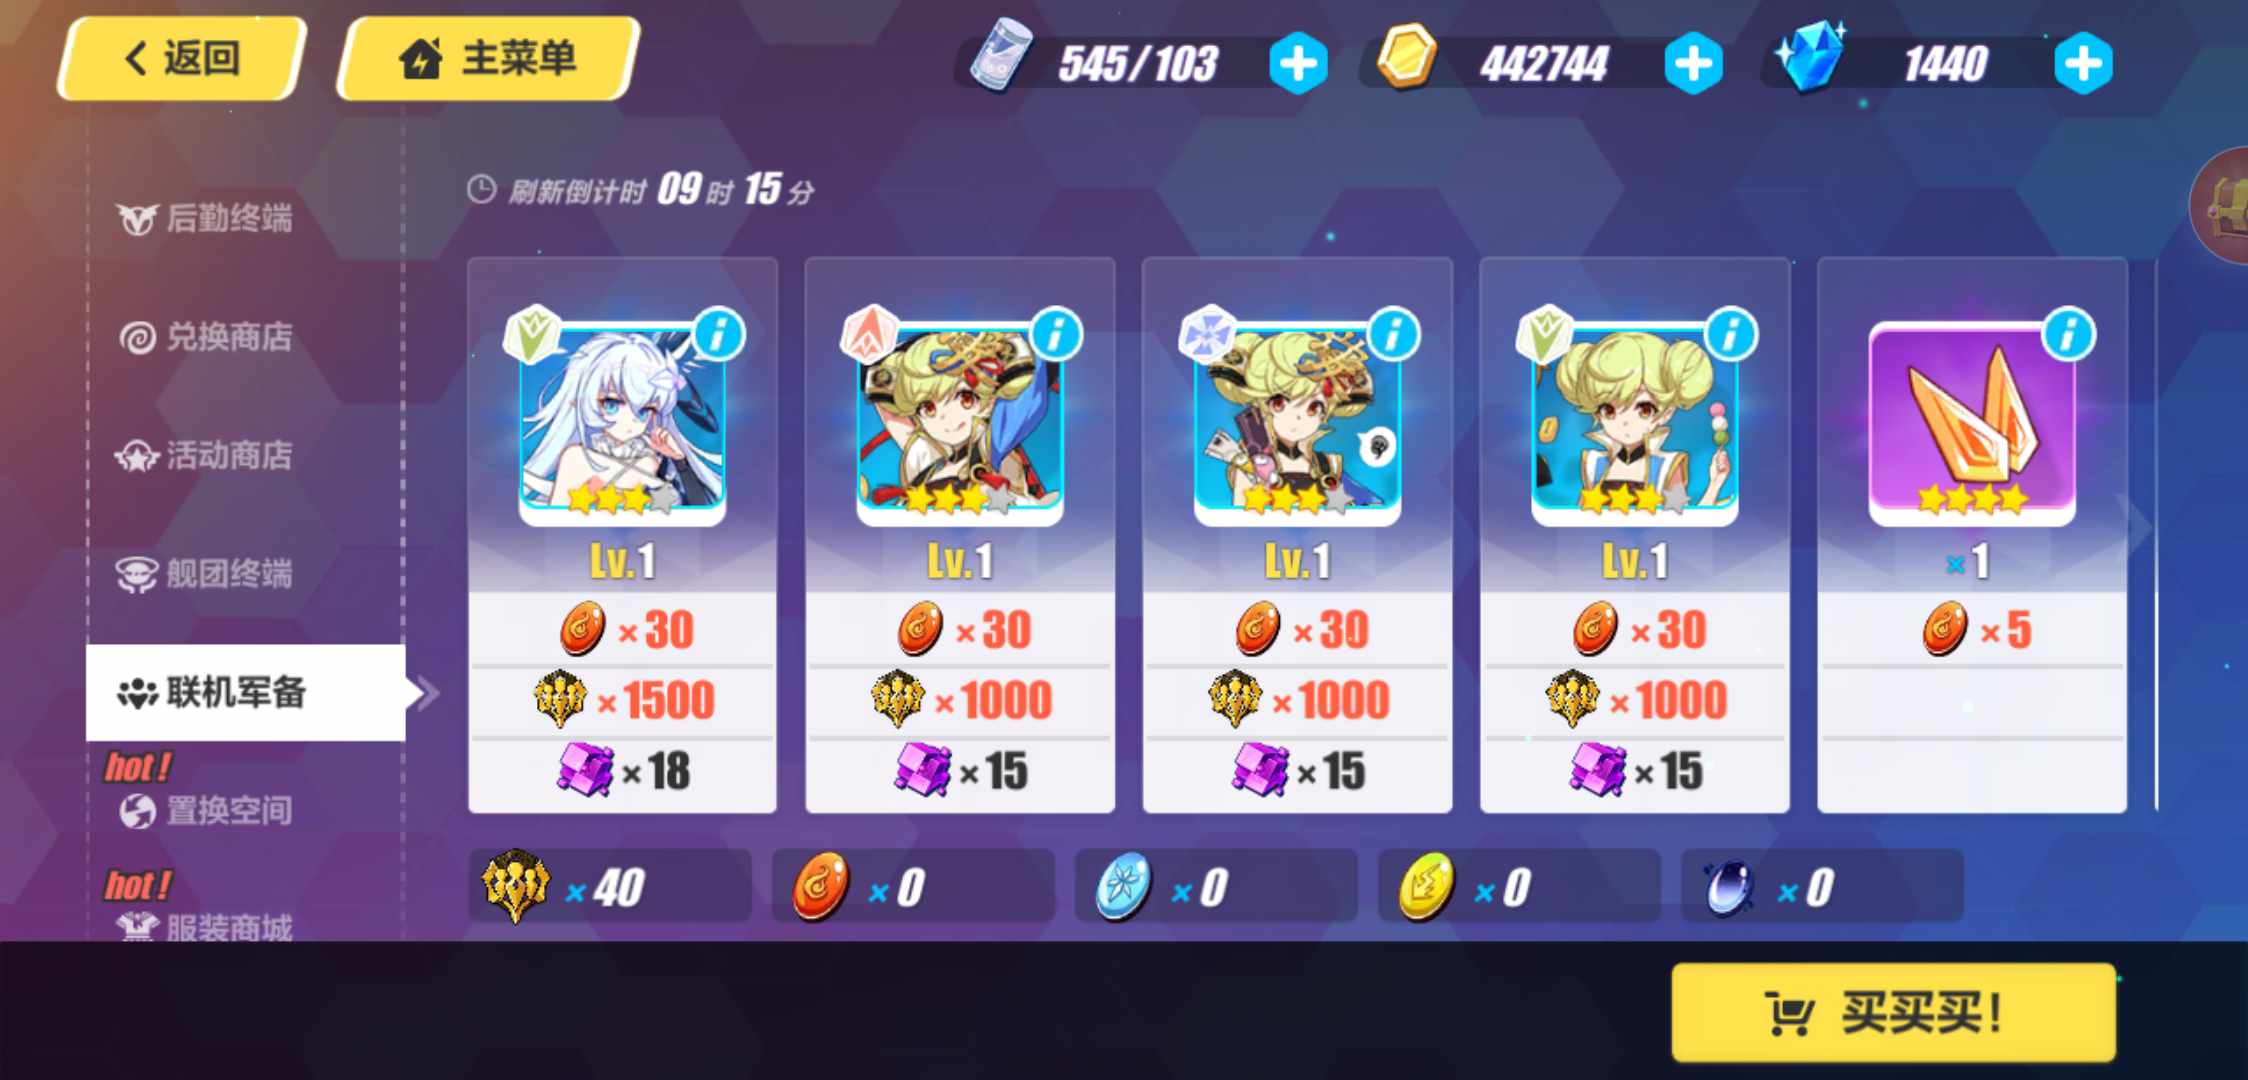 返回
主菜单
545/103
442744
1440
刷新倒计时 09 时 15 分
后勤终端
兑换商店
活动商店
舰团终端
联机军备
hot!
置换空间
hot!
服装商城
Lv.1
×30
×1500
×18
Lv.1
×30
×1000
×15
Lv.1
×30
×1000
×15
Lv.1
×30
×1000
×15
×1
×5
×40
×0
×0
×0
×0
买买买!